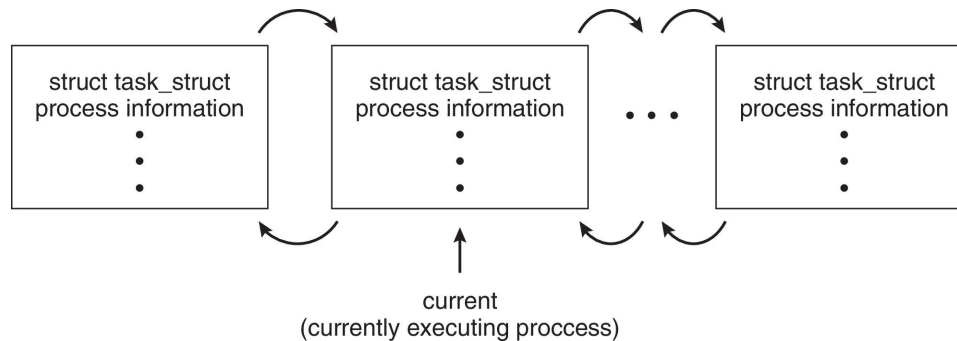 struct task_struct
process information
struct task_struct
process information
struct task_struct
process information
current
(currently executing proccess)